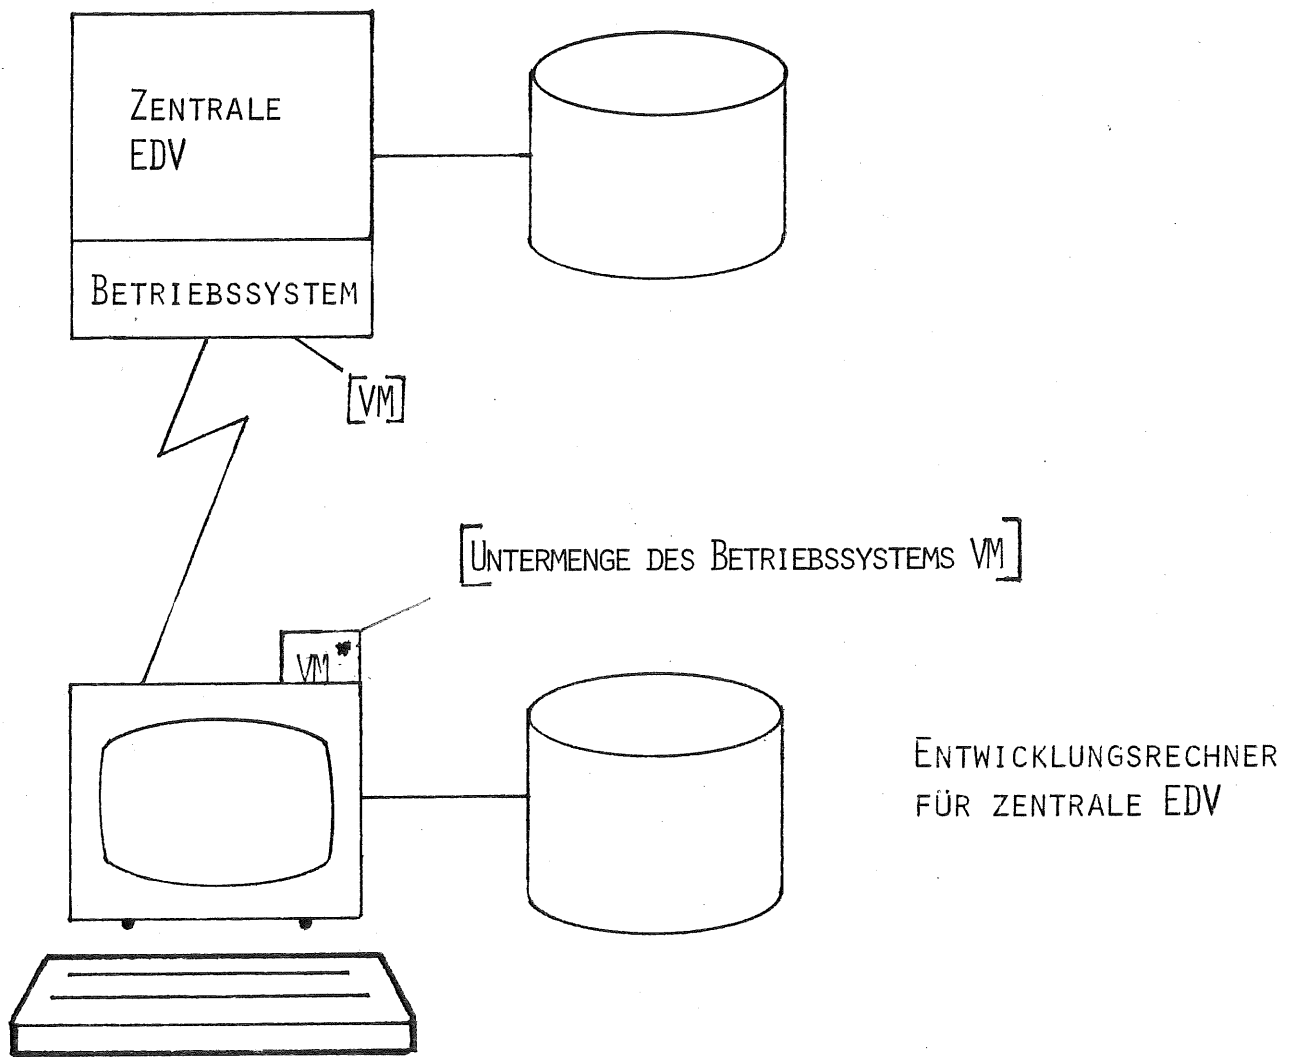 ZENTRALE
EDV
BETRIEBSSYSTEM
[VM]
[UNTERMENGE DES BETRIEBSSYSTEMS VM]
VM*
ENTWICKLUNGSRECHNER
FÜR ZENTRALE EDV